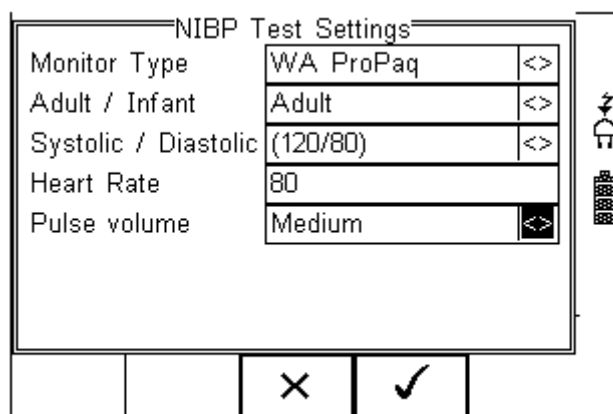 NIBP Test Settings
Monitor Type WA ProPaq <>
Adult / Infant Adult <>
Systolic / Diastolic (120/80) <>
Heart Rate 80
Pulse volume Medium <>